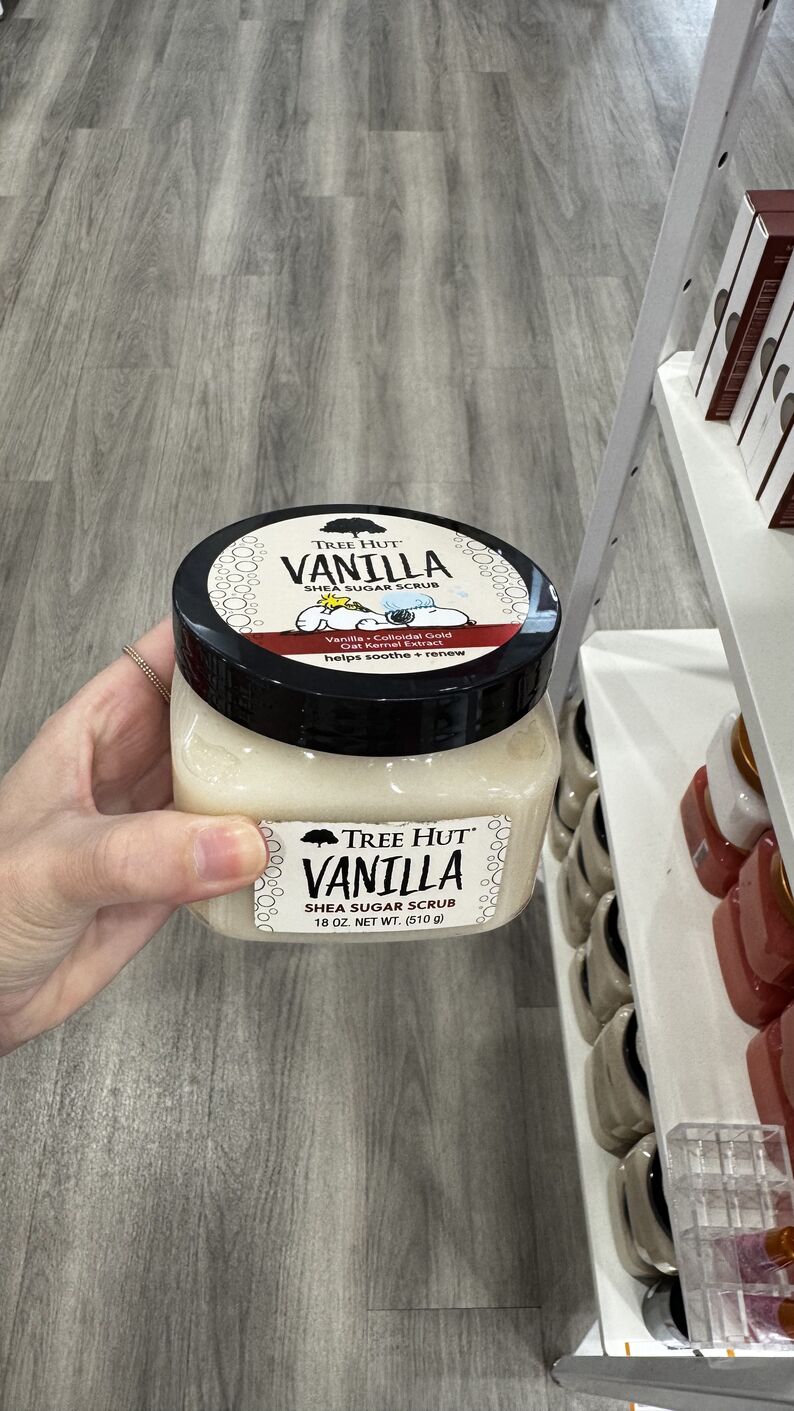 TREE HUT®
VANILLA
SHEA SUGAR SCRUB
Vanilla • Colloidal Gold
Oat Kernel Extract
helps soothe + renew
TREE HUT®
VANILLA
SHEA SUGAR SCRUB
18 OZ. NET WT. (510 g)